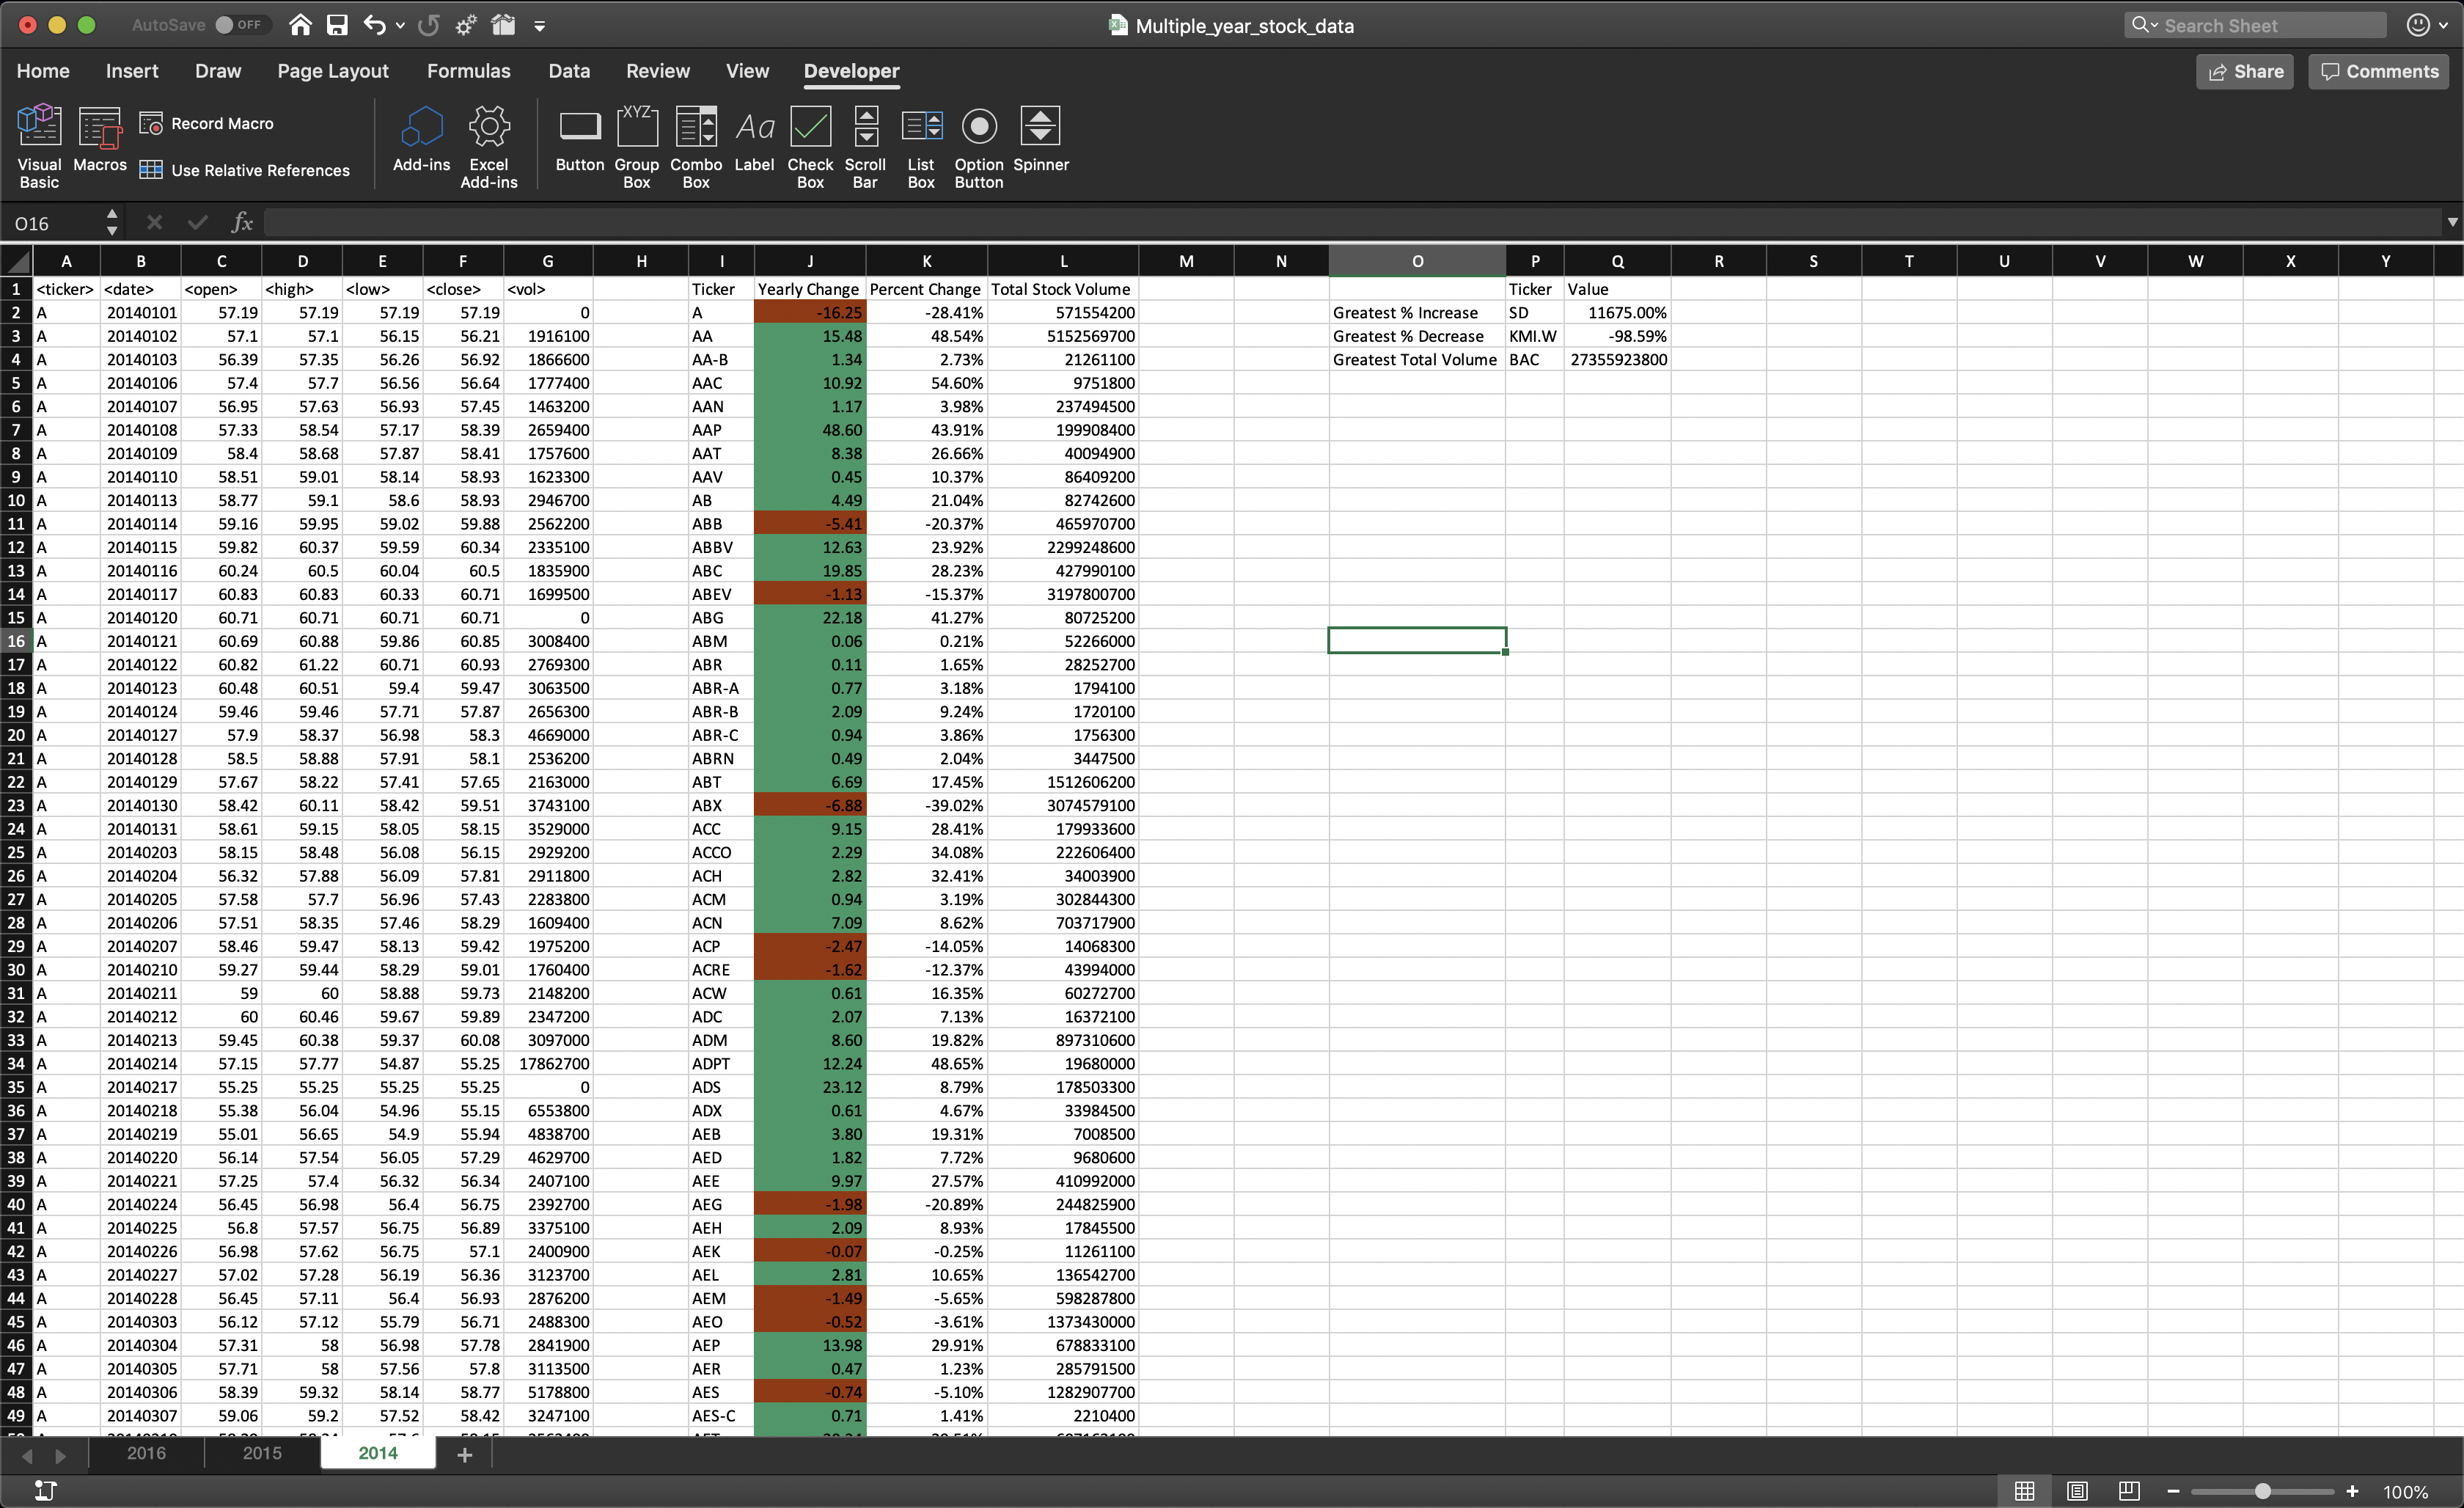 AutoSave OFF Multiple_year_stock_data Search Sheet
Home Insert Draw Page Layout Formulas Data Review View Developer Share Comments
Visual Basic Macros Record Macro Use Relative References Add-ins Excel Add-ins Button Group Box Combo Box Label Check Box Scroll Bar List Box Option Button Spinner
XYZ Aa
O16 fx
A B C D E F G H I J K L M N O P Q R S T U V W X Y
1 <ticker> <date> <open> <high> <low> <close> <vol> Ticker Yearly Change Percent Change Total Stock Volume Ticker Value
2 A 20140101 57.19 57.19 57.19 57.19 0 A -16.25 -28.41% 571554200 Greatest % Increase SD 11675.00%
3 A 20140102 57.1 57.1 56.15 56.21 1916100 AA 15.48 48.54% 5152569700 Greatest % Decrease KMI.W -98.59%
4 A 20140103 56.39 57.35 56.26 56.92 1866600 AA-B 1.34 2.73% 21261100 Greatest Total Volume BAC 27355923800
5 A 20140106 57.4 57.7 56.56 56.64 1777400 AAC 10.92 54.60% 9751800
6 A 20140107 56.95 57.63 56.93 57.45 1463200 AAN 1.17 3.98% 237494500
7 A 20140108 57.33 58.54 57.17 58.39 2659400 AAP 48.60 43.91% 199908400
8 A 20140109 58.4 58.68 57.87 58.41 1757600 AAT 8.38 26.66% 40094900
9 A 20140110 58.51 59.01 58.14 58.93 1623300 AAV 0.45 10.37% 86409200
10 A 20140113 58.77 59.1 58.6 58.93 2946700 AB 4.49 21.04% 82742600
11 A 20140114 59.16 59.95 59.02 59.88 2562200 ABB -5.41 -20.37% 465970700
12 A 20140115 59.82 60.37 59.59 60.34 2335100 ABBV 12.63 23.92% 2299248600
13 A 20140116 60.24 60.5 60.04 60.5 1835900 ABC 19.85 28.23% 427990100
14 A 20140117 60.83 60.83 60.33 60.71 1699500 ABEV -1.13 -15.37% 3197800700
15 A 20140120 60.71 60.71 60.71 60.71 0 ABG 22.18 41.27% 80725200
16 A 20140121 60.69 60.88 59.86 60.85 3008400 ABM 0.06 0.21% 52266000
17 A 20140122 60.82 61.22 60.71 60.93 2769300 ABR 0.11 1.65% 28252700
18 A 20140123 60.48 60.51 59.4 59.47 3063500 ABR-A 0.77 3.18% 1794100
19 A 20140124 59.46 59.46 57.71 57.87 2656300 ABR-B 2.09 9.24% 1720100
20 A 20140127 57.9 58.37 56.98 58.3 4669000 ABR-C 0.94 3.86% 1756300
21 A 20140128 58.5 58.88 57.91 58.1 2536200 ABRN 0.49 2.04% 3447500
22 A 20140129 57.67 58.22 57.41 57.65 2163000 ABT 6.69 17.45% 1512606200
23 A 20140130 58.42 60.11 58.42 59.51 3743100 ABX -6.88 -39.02% 3074579100
24 A 20140131 58.61 59.15 58.05 58.15 3529000 ACC 9.15 28.41% 179933600
25 A 20140203 58.15 58.48 56.08 56.15 2929200 ACCO 2.29 34.08% 222606400
26 A 20140204 56.32 57.88 56.09 57.81 2911800 ACH 2.82 32.41% 34003900
27 A 20140205 57.58 57.7 56.96 57.43 2283800 ACM 0.94 3.19% 302844300
28 A 20140206 57.51 58.35 57.46 58.29 1609400 ACN 7.09 8.62% 703717900
29 A 20140207 58.46 59.47 58.13 59.42 1975200 ACP -2.47 -14.05% 14068300
30 A 20140210 59.27 59.44 58.29 59.01 1760400 ACRE -1.62 -12.37% 43994000
31 A 20140211 59 60 58.88 59.73 2148200 ACW 0.61 16.35% 60272700
32 A 20140212 60 60.46 59.67 59.89 2347200 ADC 2.07 7.13% 16372100
33 A 20140213 59.45 60.38 59.37 60.08 3097000 ADM 8.60 19.82% 897310600
34 A 20140214 57.15 57.77 54.87 55.25 17862700 ADPT 12.24 48.65% 19680000
35 A 20140217 55.25 55.25 55.25 55.25 0 ADS 23.12 8.79% 178503300
36 A 20140218 55.38 56.04 54.96 55.15 6553800 ADX 0.61 4.67% 33984500
37 A 20140219 55.01 56.65 54.9 55.94 4838700 AEB 3.80 19.31% 7008500
38 A 20140220 56.14 57.54 56.05 57.29 4629700 AED 1.82 7.72% 9680600
39 A 20140221 57.25 57.4 56.32 56.34 2407100 AEE 9.97 27.57% 410992000
40 A 20140224 56.45 56.98 56.4 56.75 2392700 AEG -1.98 -20.89% 244825900
41 A 20140225 56.8 57.57 56.75 56.89 3375100 AEH 2.09 8.93% 17845500
42 A 20140226 56.98 57.62 56.75 57.1 2400900 AEK -0.07 -0.25% 11261100
43 A 20140227 57.02 57.28 56.19 56.36 3123700 AEL 2.81 10.65% 136542700
44 A 20140228 56.45 57.11 56.4 56.93 2876200 AEM -1.49 -5.65% 598287800
45 A 20140303 56.12 57.12 55.79 56.71 2488300 AEO -0.52 -3.61% 1373430000
46 A 20140304 57.31 58 56.98 57.78 2841900 AEP 13.98 29.91% 678833100
47 A 20140305 57.71 58 57.56 57.8 3113500 AER 0.47 1.23% 285791500
48 A 20140306 58.39 59.32 58.14 58.77 5178800 AES -0.74 -5.10% 1282907700
49 A 20140307 59.06 59.2 57.52 58.42 3247100 AES-C 0.71 1.41% 2210400
2016 2015 2014
100%